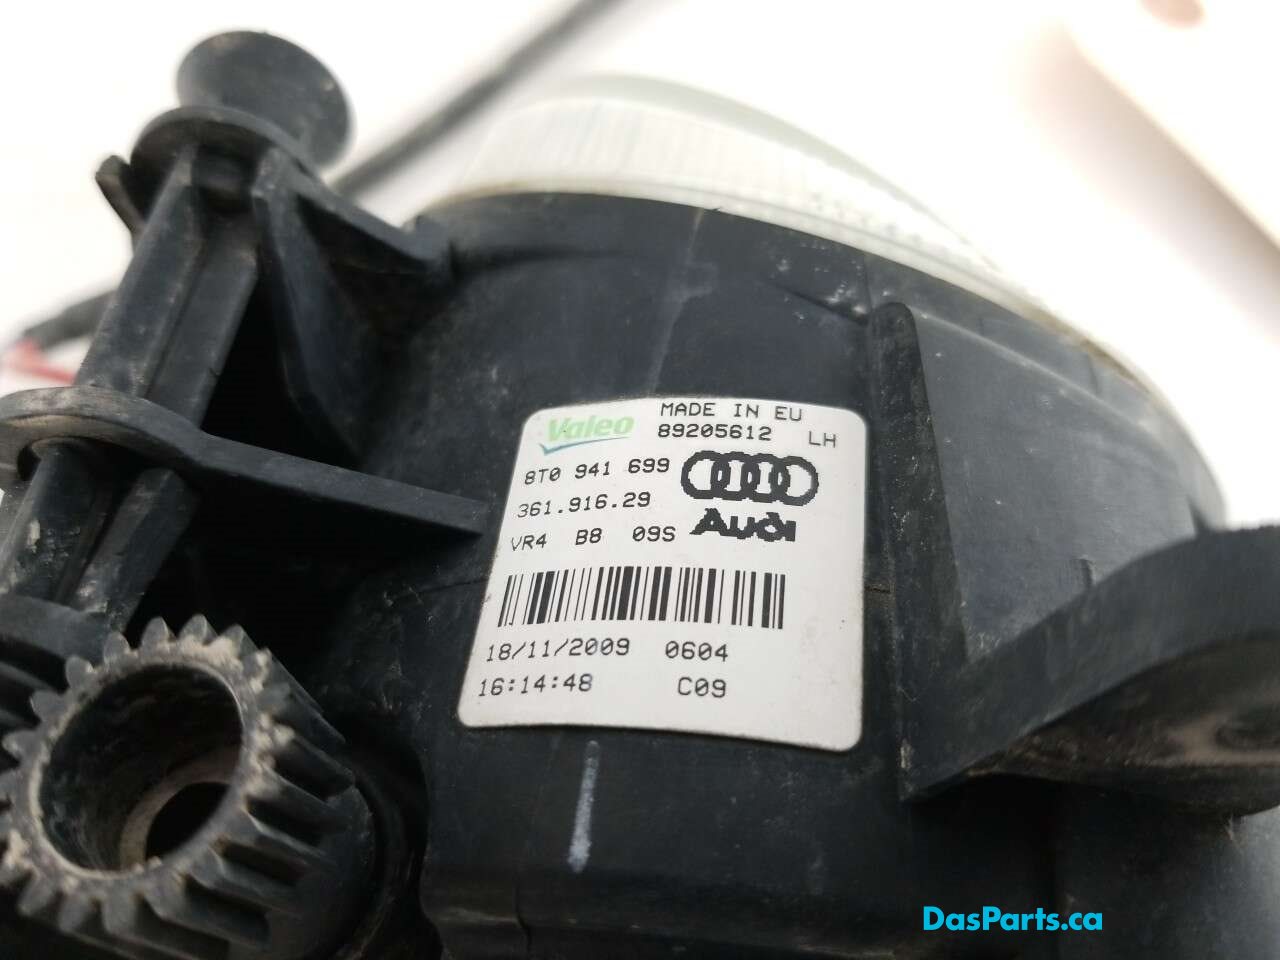 Valeo MADE IN EU
89205612 LH
8T0 941 699
361.916.29
Audi
VR4 B8 09S
18/11/2009 0604
16:14:48 C09
DasParts.ca